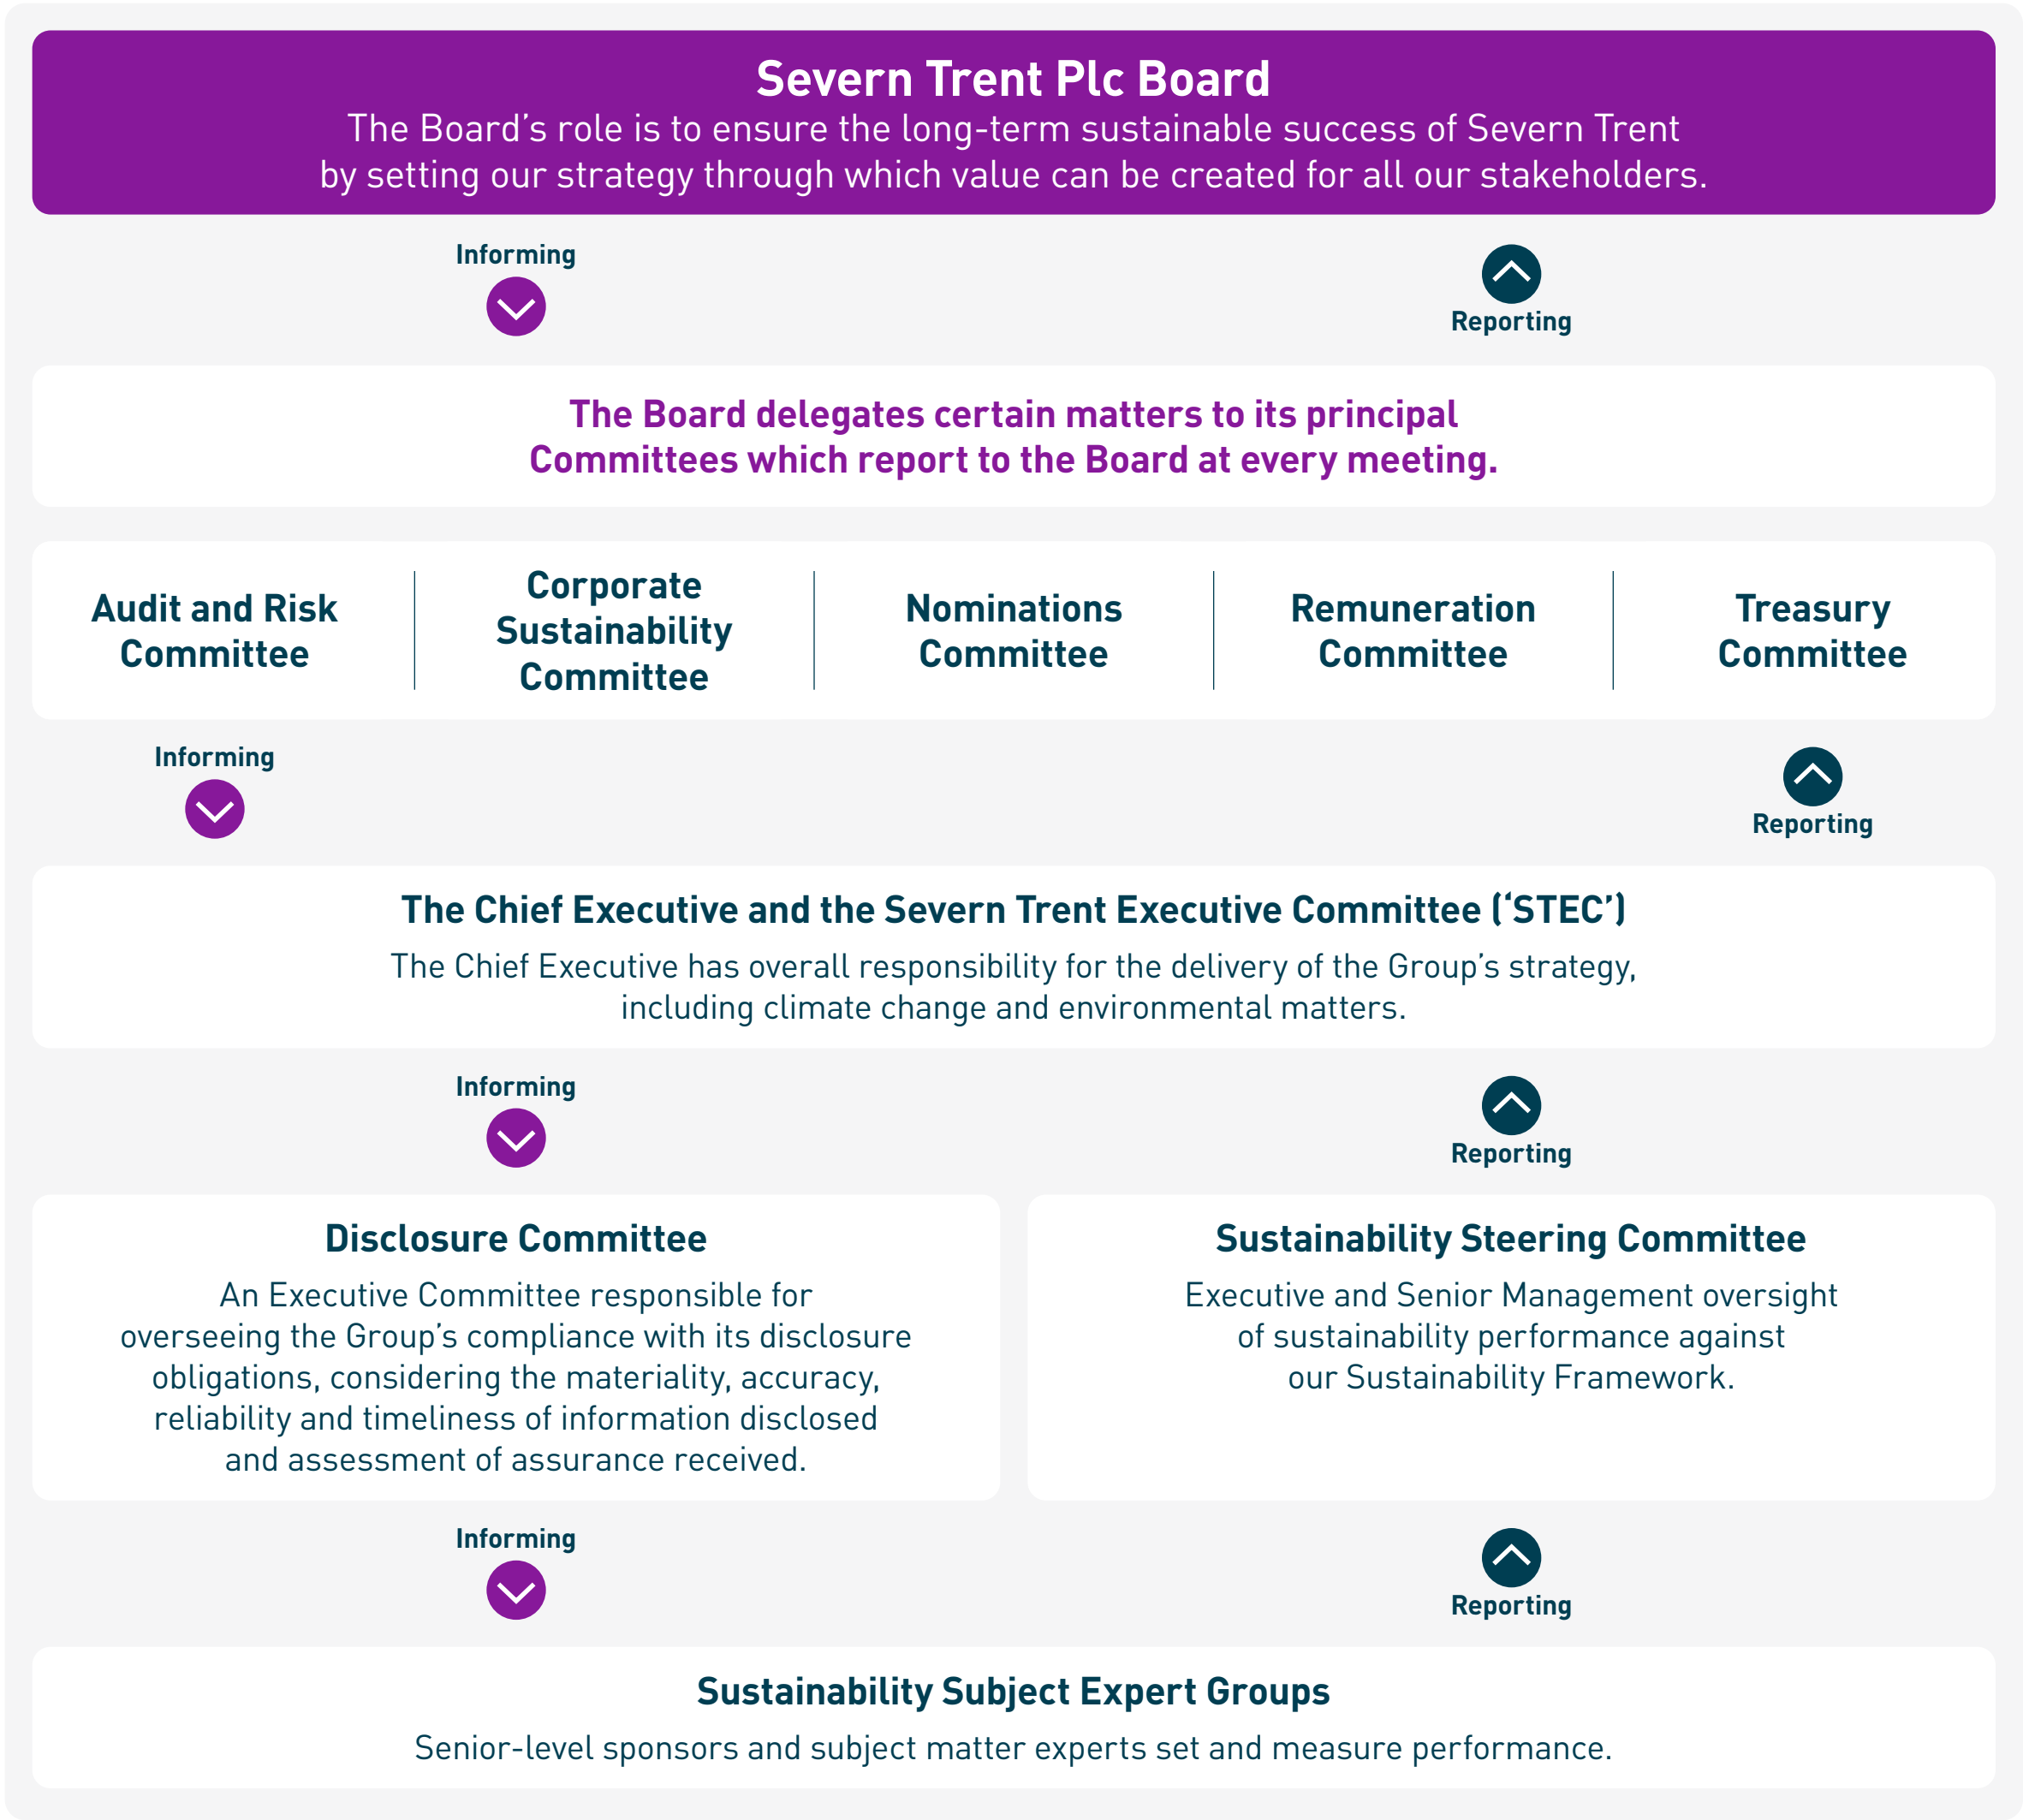 Severn Trent Plc Board
The Board’s role is to ensure the long-term sustainable success of Severn Trent
by setting our strategy through which value can be created for all our stakeholders.
Informing
Reporting
The Board delegates certain matters to its principal
Committees which report to the Board at every meeting.
Audit and Risk
Committee
Corporate
Sustainability
Committee
Nominations
Committee
Remuneration
Committee
Treasury
Committee
Informing
Reporting
The Chief Executive and the Severn Trent Executive Committee (‘STEC’)
The Chief Executive has overall responsibility for the delivery of the Group’s strategy,
including climate change and environmental matters.
Informing
Reporting
Disclosure Committee
An Executive Committee responsible for
overseeing the Group’s compliance with its disclosure
obligations, considering the materiality, accuracy,
reliability and timeliness of information disclosed
and assessment of assurance received.
Sustainability Steering Committee
Executive and Senior Management oversight
of sustainability performance against
our Sustainability Framework.
Informing
Reporting
Sustainability Subject Expert Groups
Senior-level sponsors and subject matter experts set and measure performance.